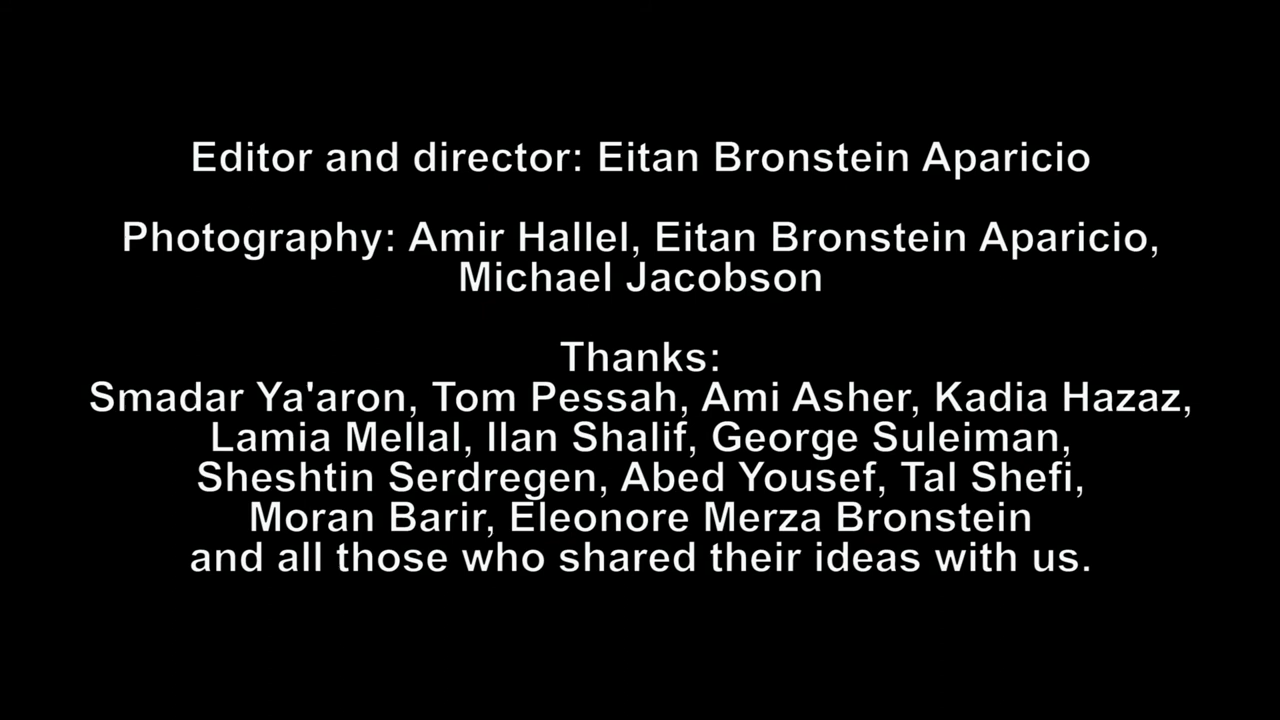 Editor and director: Eitan Bronstein Aparicio
Photography: Amir Hallel, Eitan Bronstein Aparicio,
Michael Jacobson
Thanks:
Smadar Ya'aron, Tom Pessah, Ami Asher, Kadia Hazaz,
Lamia Mellal, Ilan Shalif, George Suleiman,
Sheshtin Serdregen, Abed Yousef, Tal Shefi,
Moran Barir, Eleonore Merza Bronstein
and all those who shared their ideas with us.